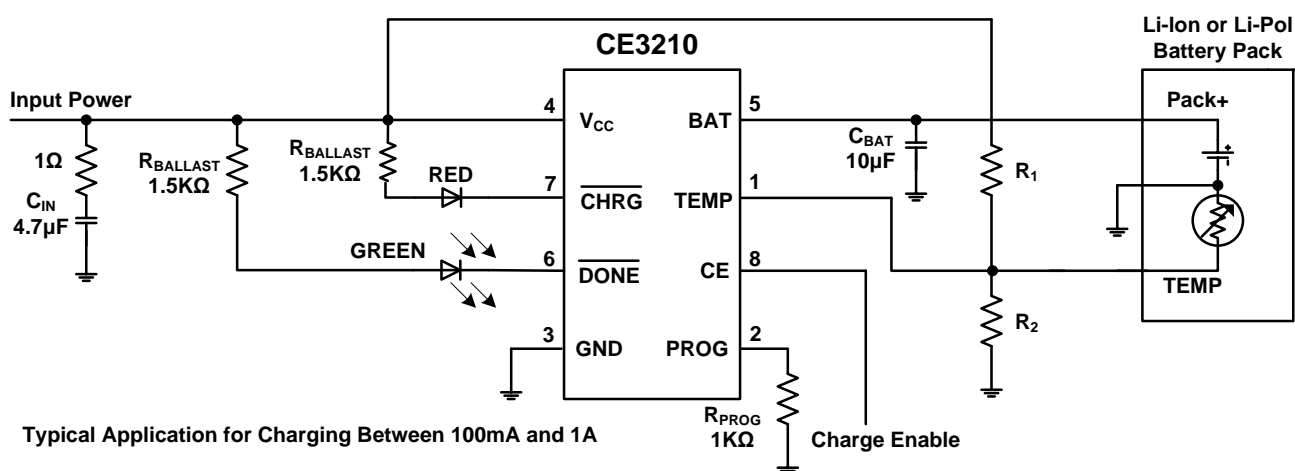 CE3210
Li-Ion or Li-Pol
Battery Pack
Input Power
4
VCC
BAT
5
Pack+
1Ω
CIN
4.7µF
RBALLAST
1.5KΩ
RBALLAST
1.5KΩ
RED
7
CHRG
TEMP
1
CBAT
10µF
R1
GREEN
6
DONE
CE
8
TEMP
R2
3
GND
PROG
2
RPROG
1KΩ
Charge Enable
Typical Application for Charging Between 100mA and 1A